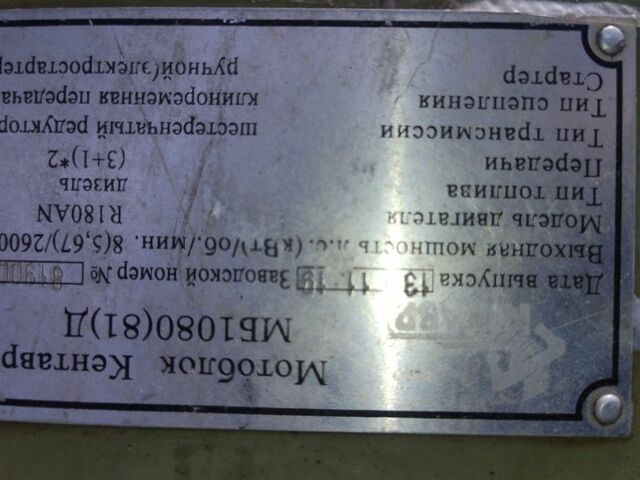 Мотоблок Кентавр
МБ1080(81)Д
Дата выпуска 13 11 19 Заводской номер №
Выходная мощность л.с. (кВт)/об./мин. 8(5,67)/2600
Модель двигателя R180AN
Тип топлива дизель
Передачи (3+1)*2
Тип трансмиссии шестеренчатый редуктор
Тип сцепления клиноременная передача
Стартер ручной(электростартер